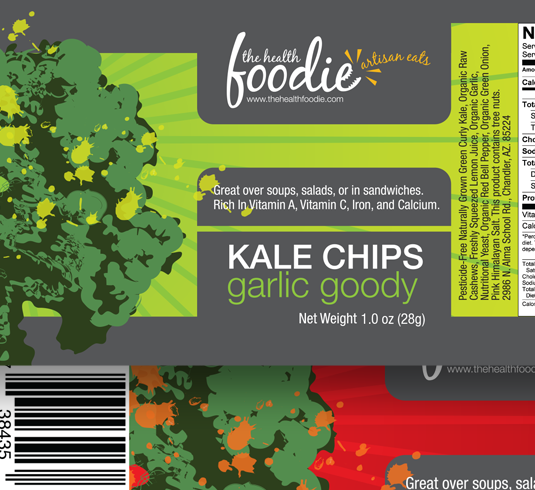 the health
foodie
artisan eats
www.thehealthfoodie.com
Great over soups, salads, or in sandwiches.
Rich In Vitamin A, Vitamin C, Iron, and Calcium.
KALE CHIPS
garlic goody
Net Weight 1.0 oz (28g)
Pesticide-Free Naturally Grown Green Curly Kale, Organic Raw
Cashews, Freshly Squeezed Lemon Juice, Organic Garlic,
Nutritional Yeast, Organic Red Bell Pepper, Organic Green Onion,
Pink Himalayan Salt. This product contains tree nuts.
2986 N. Alma School Rd., Chandler, AZ. 85224
38435
www.thehealthfood
Great over soups, sala